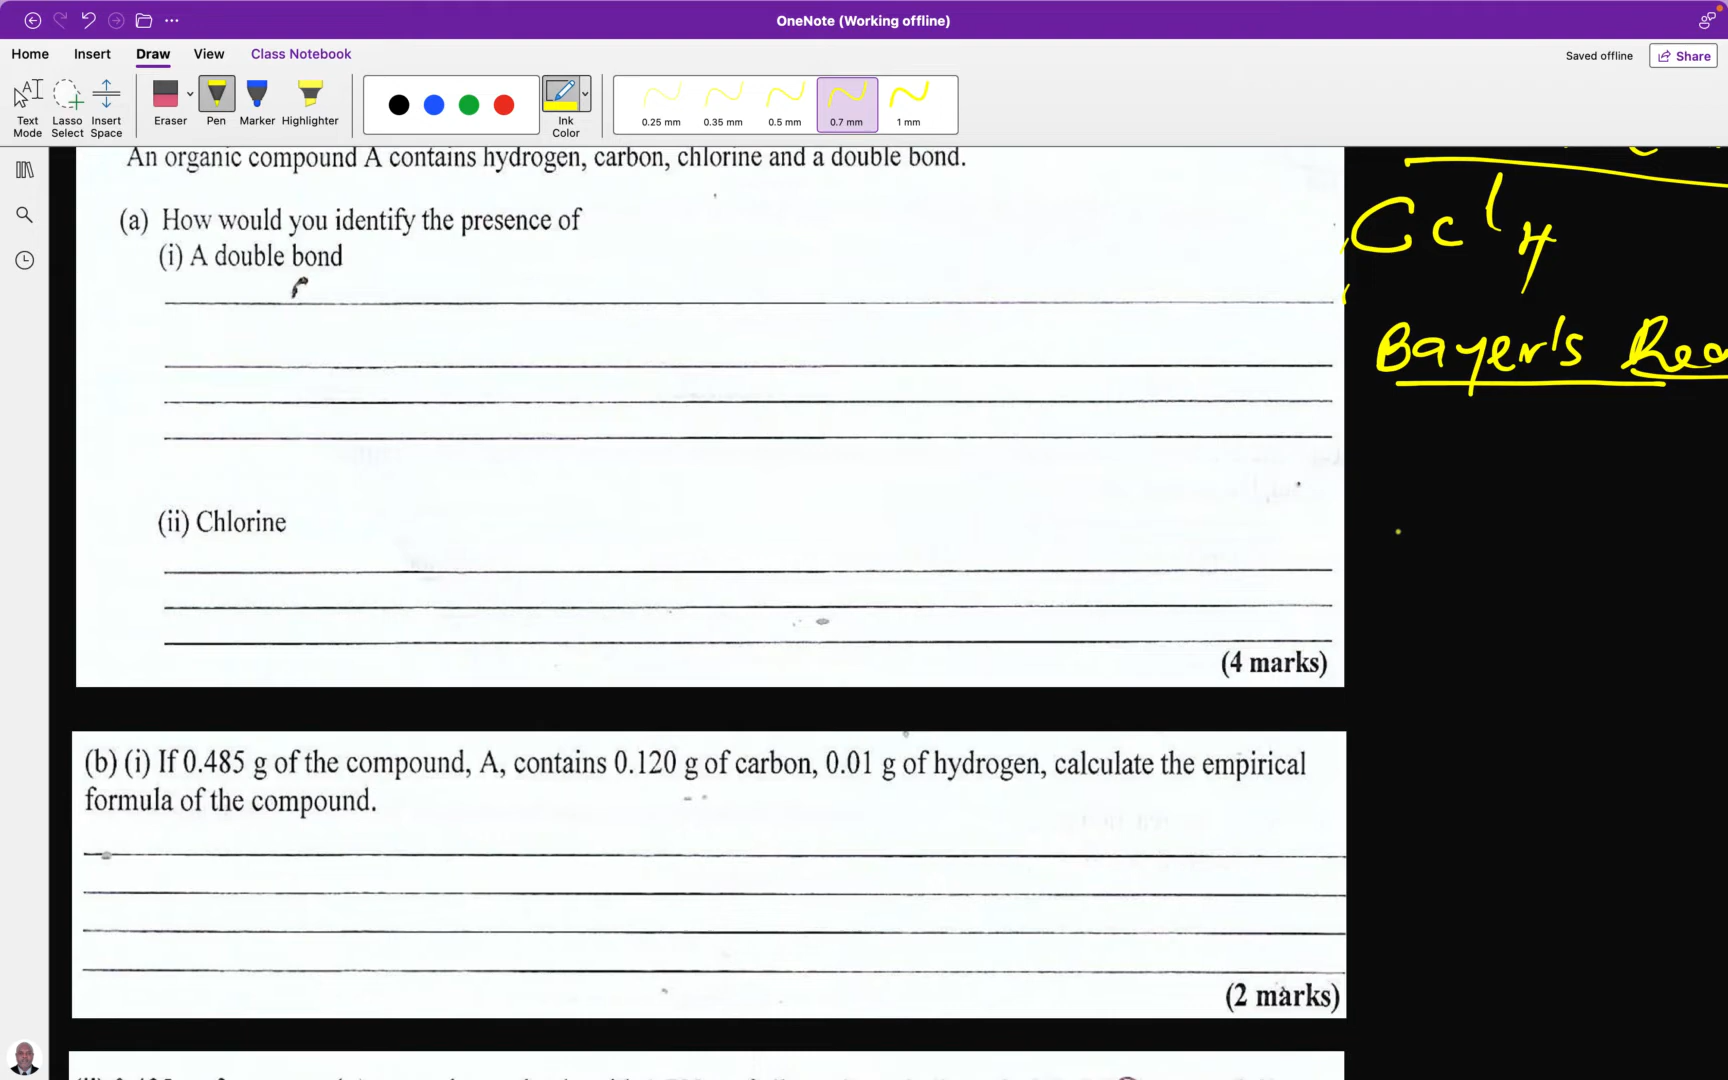 OneNote (Working offline)
Home Insert Draw View Class Notebook
Saved offline Share
Text Mode
Lasso Select
Insert Space
Eraser
Pen
Marker
Highlighter
Ink Color
0.25 mm 0.35 mm 0.5 mm 0.7 mm 1 mm
An organic compound A contains hydrogen, carbon, chlorine and a double bond.
(a) How would you identify the presence of
(i) A double bond
CCl4
Bayer's
(ii) Chlorine
(4 marks)
(b) (i) If 0.485 g of the compound, A, contains 0.120 g of carbon, 0.01 g of hydrogen, calculate the empirical
formula of the compound.
(2 marks)